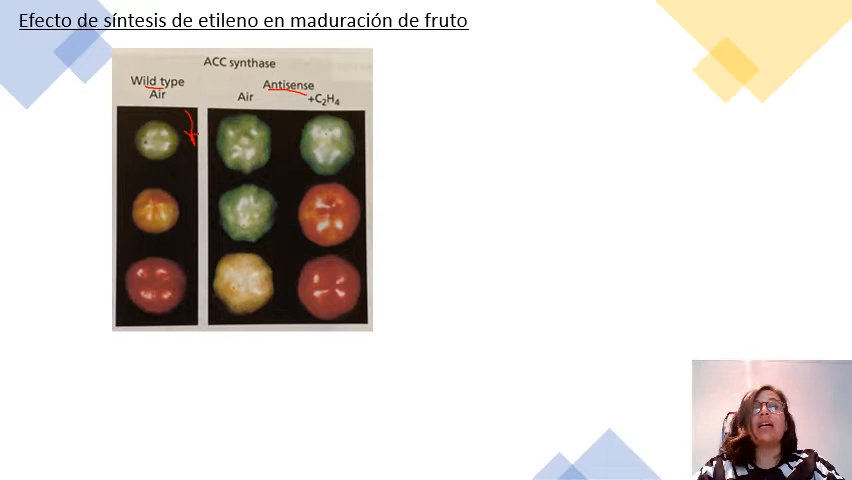 Efecto de síntesis de etileno en maduración de fruto
ACC synthase
Wild type
Air
Antisense
Air
+C₂H₄